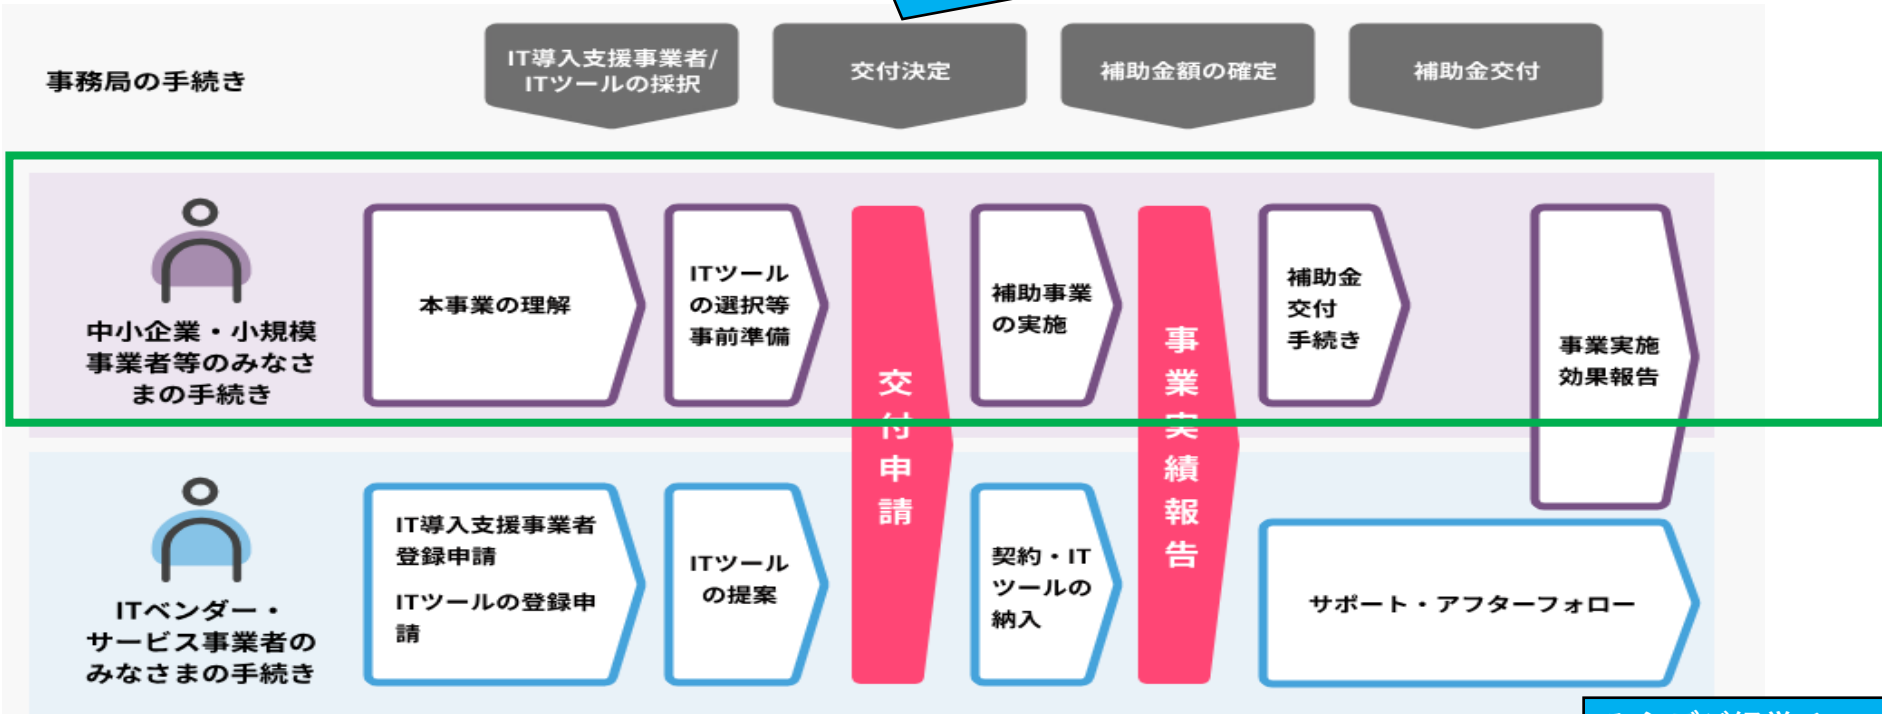 事務局の手続き
IT導入支援事業者/
ITツールの採択
交付決定
補助金額の確定
補助金交付
中小企業・小規模
事業者等のみなさ
まの手続き
本事業の理解
ITツール
の選択等
事前準備
交付申請
補助事業
の実施
事業実績報告
補助金
交付
手続き
事業実施
効果報告
ITベンダー・
サービス事業者の
みなさまの手続き
IT導入支援事業者
登録申請
ITツールの登録申
請
ITツール
の提案
契約・IT
ツールの
納入
サポート・アフターフォロー